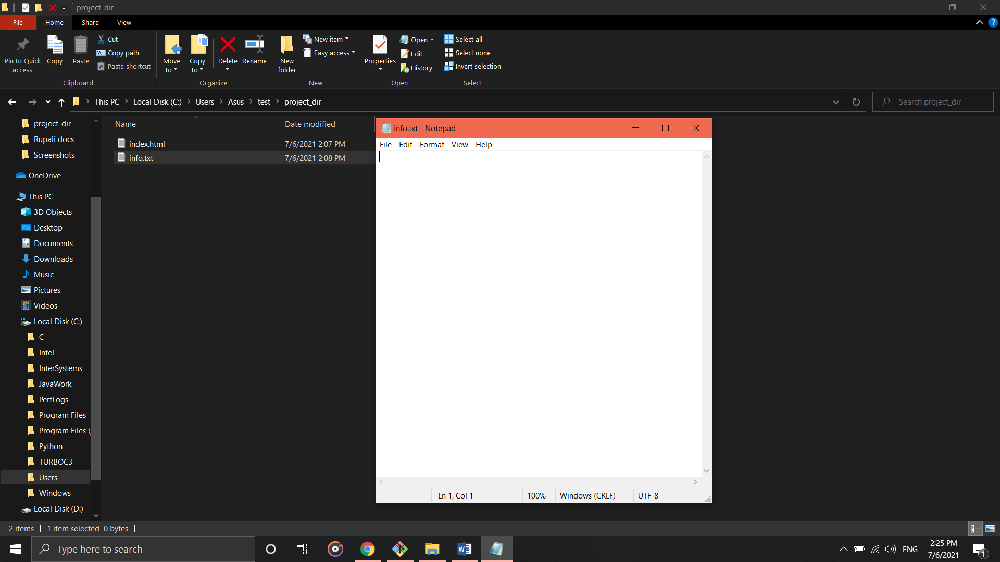 project_dir
File Home Share View
Pin to Quick access
Copy
Paste
Cut
Copy path
Paste shortcut
Clipboard
Move to
Copy to
Delete
Rename
Organize
New folder
New item
Easy access
New
Properties
Open
Edit
History
Open
Select all
Select none
Invert selection
Select
This PC Local Disk (C:) Users Asus test project_dir
Search project_dir
project_dir
Rupali docs
Screenshots
OneDrive
This PC
3D Objects
Desktop
Documents
Downloads
Music
Pictures
Videos
Local Disk (C:)
C
Intel
InterSystems
JavaWork
PerfLogs
Program Files
Program Files (
Python
TURBOC3
Users
Windows
Local Disk (D:)
Name Date modified
index.html 7/6/2021 2:07 PM
info.txt 7/6/2021 2:08 PM
info.txt - Notepad
File Edit Format View Help
Ln 1, Col 1 100% Windows (CRLF) UTF-8
2 items 1 item selected 0 bytes
Type here to search
ENG
2:25 PM
7/6/2021
1